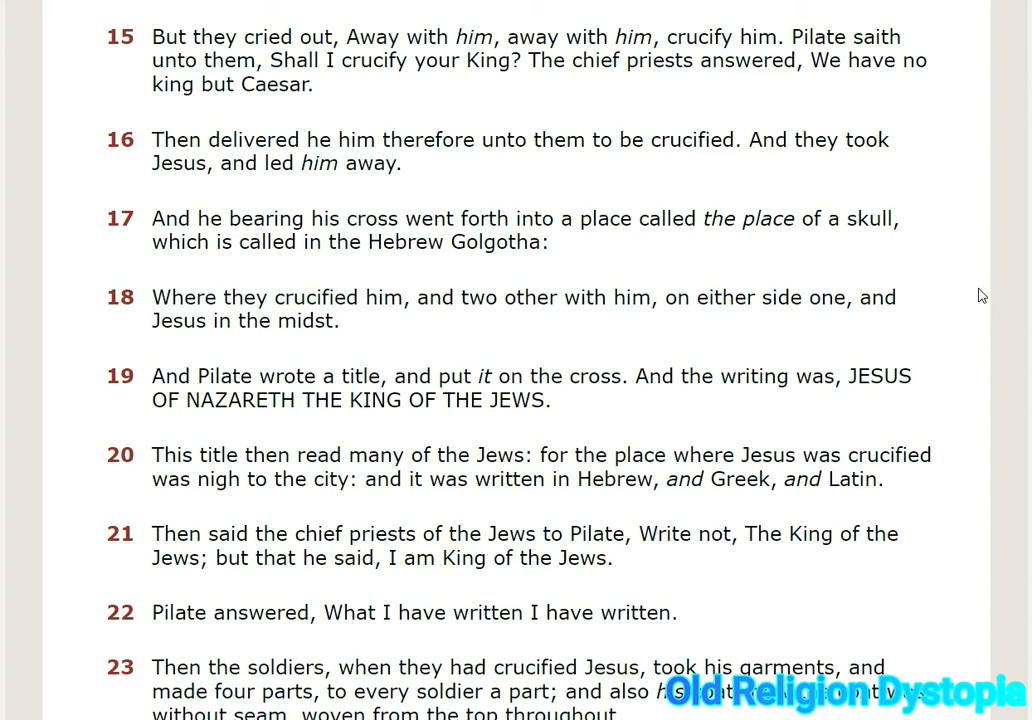 15 But they cried out, Away with him, away with him, crucify him. Pilate saith
unto them, Shall I crucify your King? The chief priests answered, We have no
king but Caesar.
16 Then delivered he him therefore unto them to be crucified. And they took
Jesus, and led him away.
17 And he bearing his cross went forth into a place called the place of a skull,
which is called in the Hebrew Golgotha:
18 Where they crucified him, and two other with him, on either side one, and
Jesus in the midst.
19 And Pilate wrote a title, and put it on the cross. And the writing was, JESUS
OF NAZARETH THE KING OF THE JEWS.
20 This title then read many of the Jews: for the place where Jesus was crucified
was nigh to the city: and it was written in Hebrew, and Greek, and Latin.
21 Then said the chief priests of the Jews to Pilate, Write not, The King of the
Jews; but that he said, I am King of the Jews.
22 Pilate answered, What I have written I have written.
23 Then the soldiers, when they had crucified Jesus, took his garments, and
made four parts, to every soldier a part; and also
without seam, woven from the top throughout.
Old Religion Dystopia